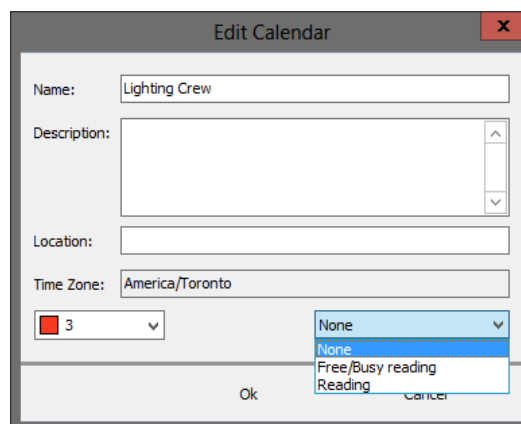 Edit Calendar
x
Name:
Lighting Crew
Description:
Location:
Time Zone:
America/Toronto
3
None
None
Free/Busy reading
Reading
Ok
Cancel